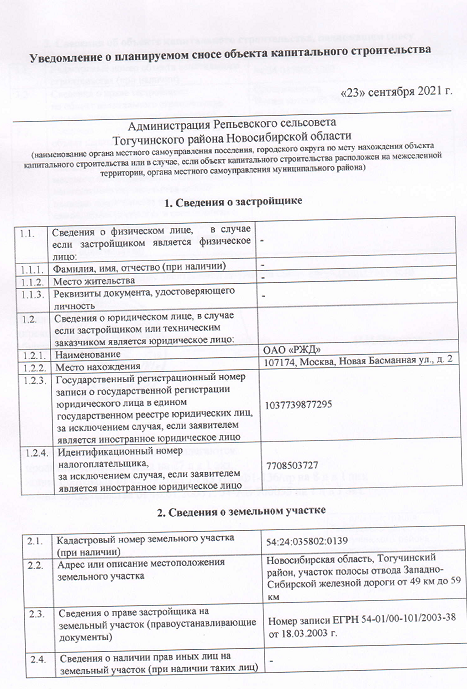 Уведомление о планируемом сносе объекта капитального строительства
«23» сентября 2021 г.
Администрация Репьевского сельсовета
Тогучинского района Новосибирской области
(наименование органа местного самоуправления поселения, городского округа по мету нахождения объекта
капитального строительства или в случае, если объект капитального строительства расположен на межселенной
территории, органа местного самоуправления муниципального района)
1. Сведения о застройщике
1.1. Сведения о физическом лице, в случае -
если застройщиком является физическое
лицо:
1.1.1. Фамилия, имя, отчество (при наличии) -
1.1.2. Место жительства -
1.1.3. Реквизиты документа, удостоверяющего -
личность
1.2. Сведения о юридическом лице, в случае
если застройщиком или техническим
заказчиком является юридическое лицо:
1.2.1. Наименование ОАО «РЖД»
1.2.2. Место нахождения 107174, Москва, Новая Басманная ул., д. 2
1.2.3. Государственный регистрационный номер
записи о государственной регистрации
юридического лица в едином
государственном реестре юридических лиц, 1037739877295
за исключением случая, если заявителем
является иностранное юридическое лицо
1.2.4. Идентификационный номер
налогоплательщика, 7708503727
за исключением случая, если заявителем
является иностранное юридическое лицо
2. Сведения о земельном участке
2.1. Кадастровый номер земельного участка 54:24:035802:0139
(при наличии)
2.2. Адрес или описание местоположения Новосибирская область, Тогучинский
земельного участка район, участок полосы отвода Западно-
Сибирской железной дороги от 49 км до 59
км
2.3. Сведения о праве застройщика на Номер записи ЕГРН 54-01/00-101/2003-38
земельный участок (правоустанавливающие от 18.03.2003 г.
документы)
2.4. Сведения о наличии прав иных лиц на -
земельный участок (при наличии таких лиц)